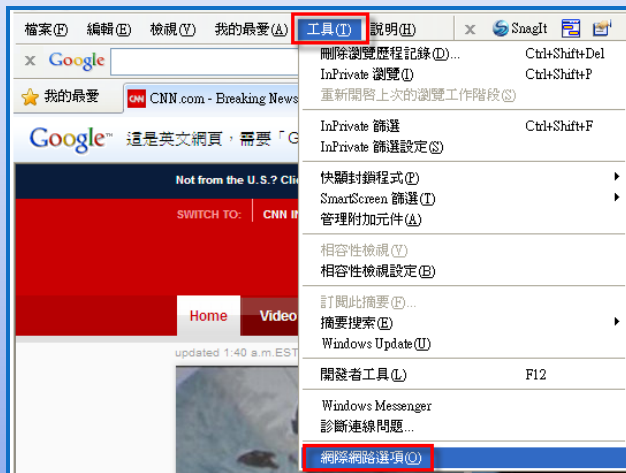 檔案(F) 編輯(E) 檢視(V) 我的最愛(A) 工具(T) 說明(H) x SnagIt
x Google
我的最愛 CNN CNN.com - Breaking News
Google™ 這是英文網頁，需要「G
Not from the U.S.? Cli
SWITCH TO: CNN IN
Home Video
updated 1:40 a.m. EST
刪除瀏覽歷程記錄(D)... Ctrl+Shift+Del
InPrivate 瀏覽(I) Ctrl+Shift+P
重新開啓上次的瀏覽工作階段(S)
InPrivate 篩選 Ctrl+Shift+F
InPrivate 篩選設定(S)
快顯封鎖程式(P)
SmartScreen 篩選(T)
管理附加元件(A)
相容性檢視(V)
相容性檢視設定(B)
訂閱此摘要(F)...
摘要搜索(E)
Windows Update(U)
開發者工具(L) F12
Windows Messenger
診斷連線問題...
網際網路選項(O)